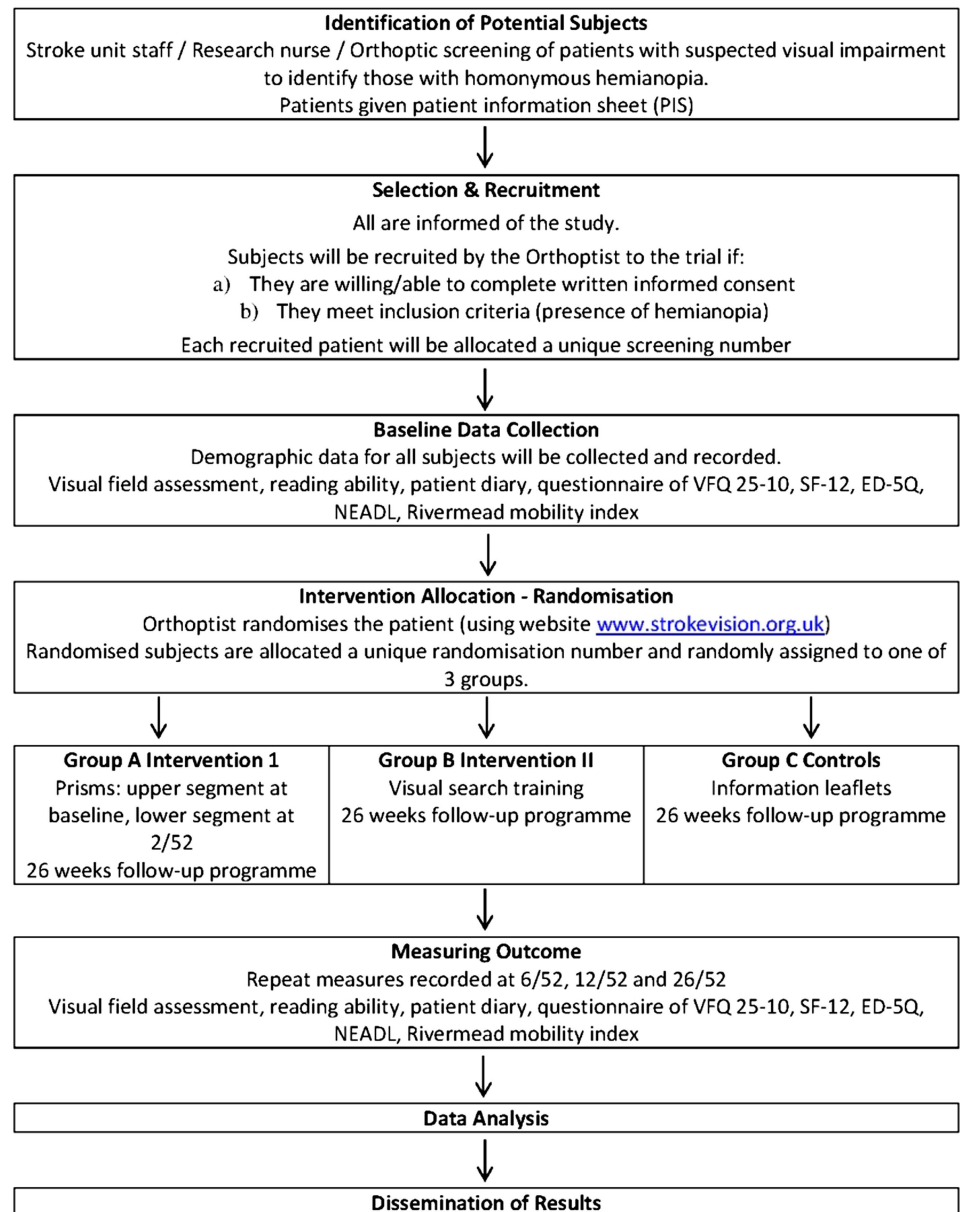 Identification of Potential Subjects
Stroke unit staff / Research nurse / Orthoptic screening of patients with suspected visual impairment
to identify those with homonymous hemianopia.
Patients given patient information sheet (PIS)
Selection & Recruitment
All are informed of the study.
Subjects will be recruited by the Orthoptist to the trial if:
a) They are willing/able to complete written informed consent
b) They meet inclusion criteria (presence of hemianopia)
Each recruited patient will be allocated a unique screening number
Baseline Data Collection
Demographic data for all subjects will be collected and recorded.
Visual field assessment, reading ability, patient diary, questionnaire of VFQ 25-10, SF-12, ED-5Q,
NEADL, Rivermead mobility index
Intervention Allocation - Randomisation
Orthoptist randomises the patient (using website www.strokevision.org.uk)
Randomised subjects are allocated a unique randomisation number and randomly assigned to one of
3 groups.
Group A Intervention 1
Prisms: upper segment at
baseline, lower segment at
2/52
26 weeks follow-up programme
Group B Intervention II
Visual search training
26 weeks follow-up programme
Group C Controls
Information leaflets
26 weeks follow-up programme
Measuring Outcome
Repeat measures recorded at 6/52, 12/52 and 26/52
Visual field assessment, reading ability, patient diary, questionnaire of VFQ 25-10, SF-12, ED-5Q,
NEADL, Rivermead mobility index
Data Analysis
Dissemination of Results